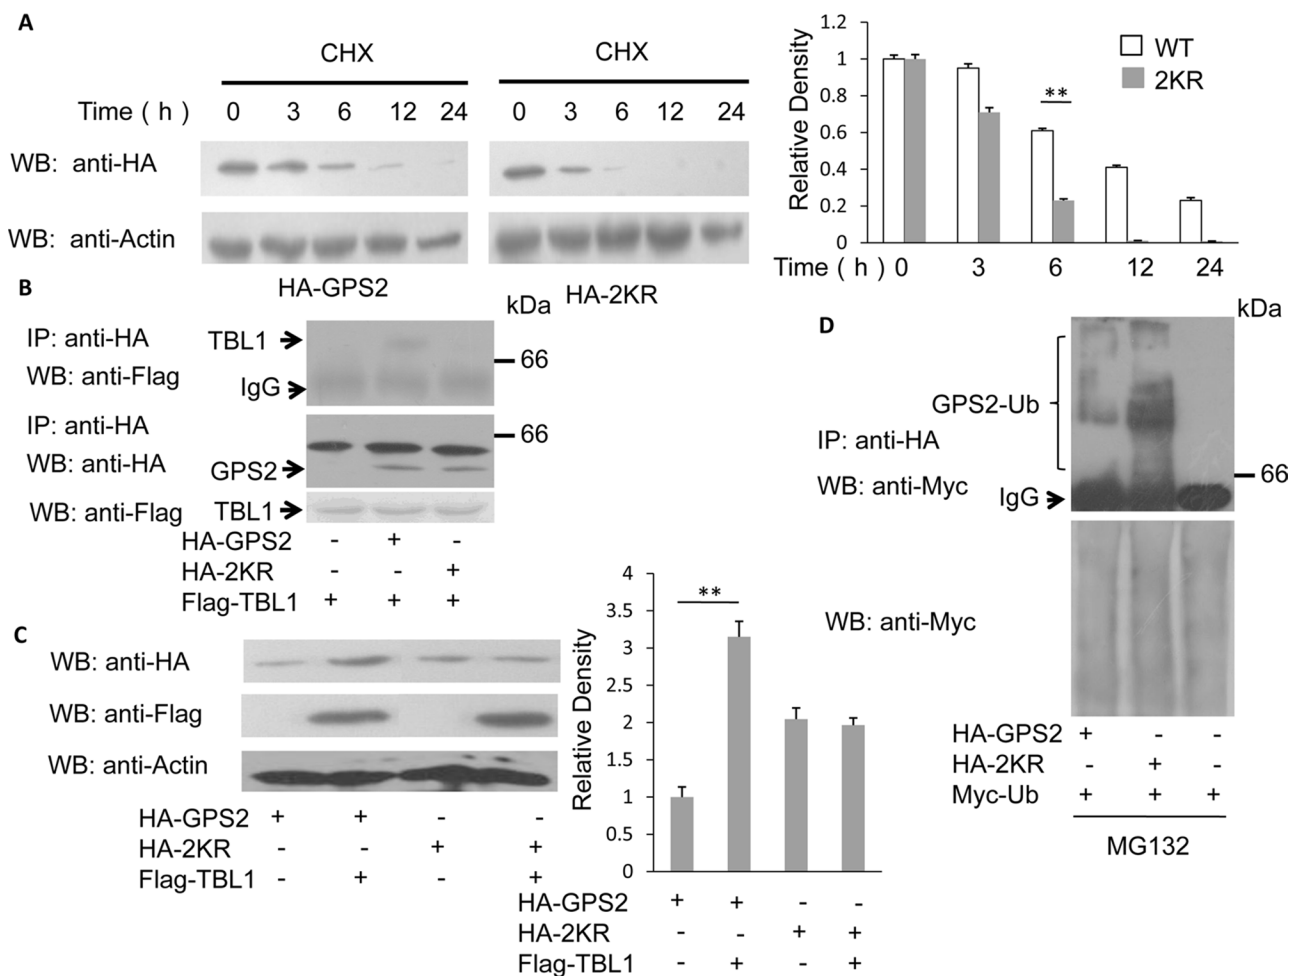 A
CHX
CHX
Time ( h ) 0 3 6 12 24
0 3 6 12 24
WB: anti-HA
WB: anti-Actin
HA-GPS2
HA-2KR
Relative Density
1.2
1
0.8
0.6
0.4
0.2
0
**
WT
2KR
Time ( h ) 0 3 6 12 24
B
kDa
IP: anti-HA
WB: anti-Flag
TBL1
IgG
66
IP: anti-HA
WB: anti-HA
GPS2
66
WB: anti-Flag
TBL1
HA-GPS2 - + -
HA-2KR - - +
Flag-TBL1 + + +
C
WB: anti-HA
WB: anti-Flag
WB: anti-Actin
HA-GPS2 + + - -
HA-2KR - - + +
Flag-TBL1 - + - +
Relative Density
4
3.5
3
2.5
2
1.5
1
0.5
0
**
HA-GPS2 + + - -
HA-2KR - - + +
Flag-TBL1 - + - +
D
kDa
GPS2-Ub
IP: anti-HA
WB: anti-Myc
IgG
66
WB: anti-Myc
HA-GPS2 + - -
HA-2KR - + -
Myc-Ub + + +
MG132